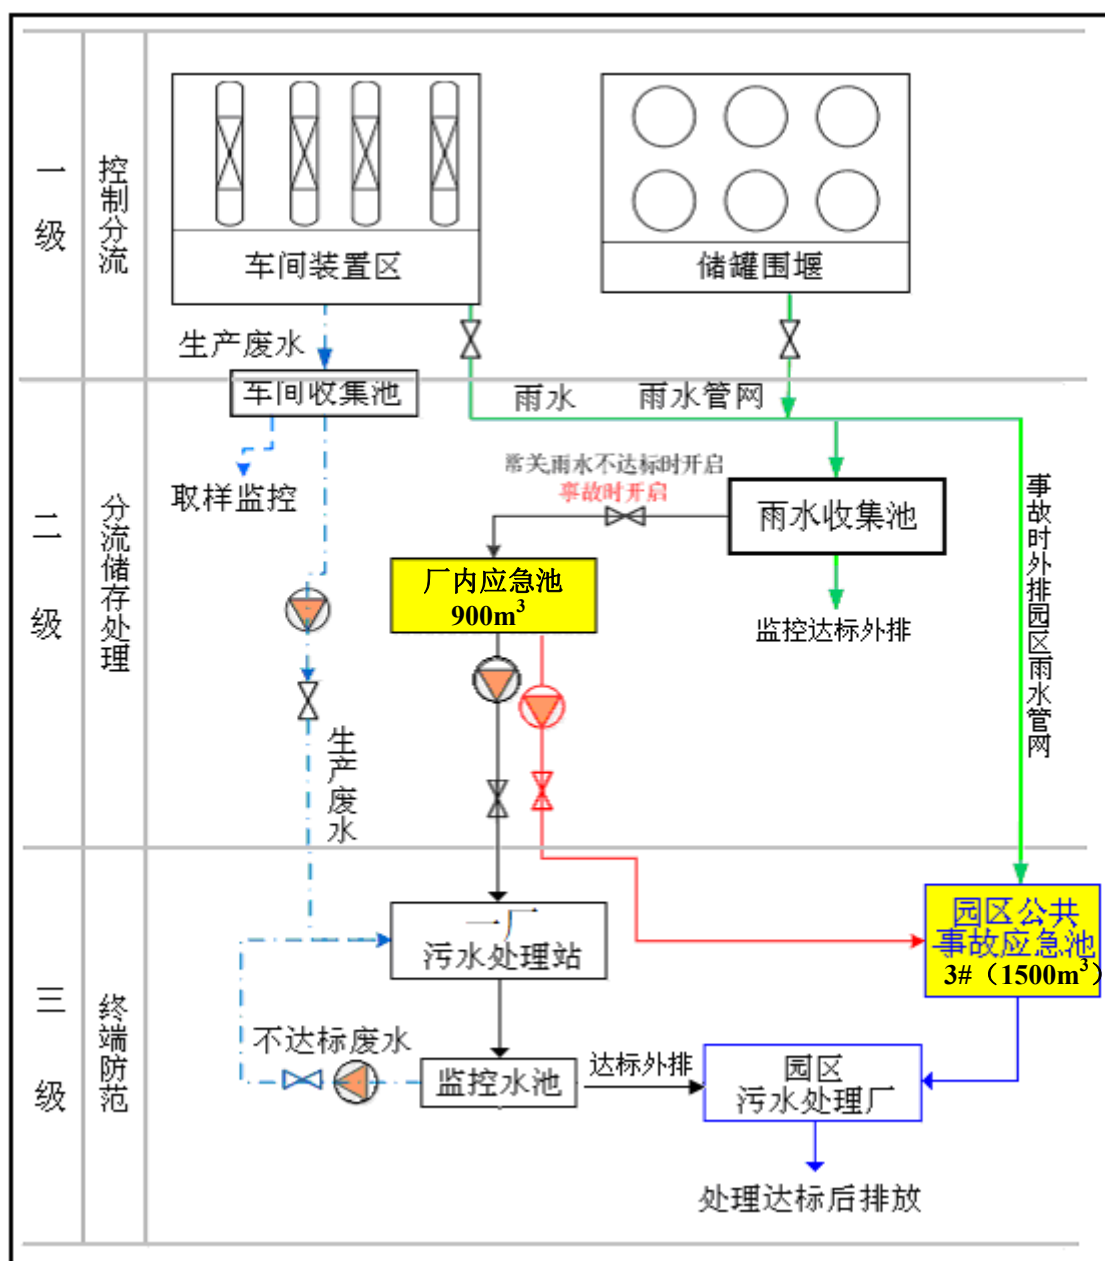 一级
控制分流
车间装置区
储罐围堰
生产废水
车间收集池
雨水
雨水管网
取样监控
常关，雨水不达标时开启
事故时开启
雨水收集池
事故时外排园区雨水管网
二级
分流储存处理
厂内应急池
900m³
监控达标外排
生产废水
三级
终端防范
一厂
污水处理站
园区公共
事故应急池
3#（1500m³）
不达标废水
监控水池
达标外排
园区
污水处理厂
处理达标后排放